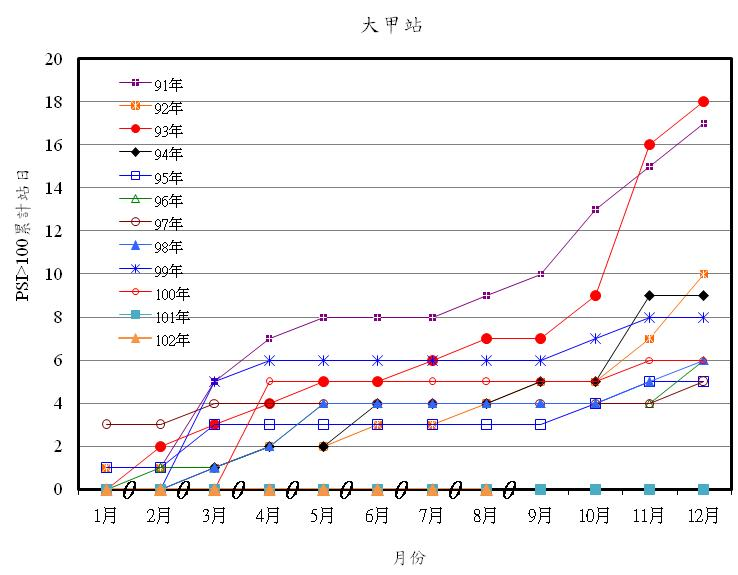 大甲站
20
18
16
14
12
10
8
6
4
2
0
PSI>100累計站日
91年
92年
93年
94年
95年
96年
97年
98年
99年
100年
101年
102年
0 0 0 0 0 0 0 0
1月 2月 3月 4月 5月 6月 7月 8月 9月 10月 11月 12月
月份